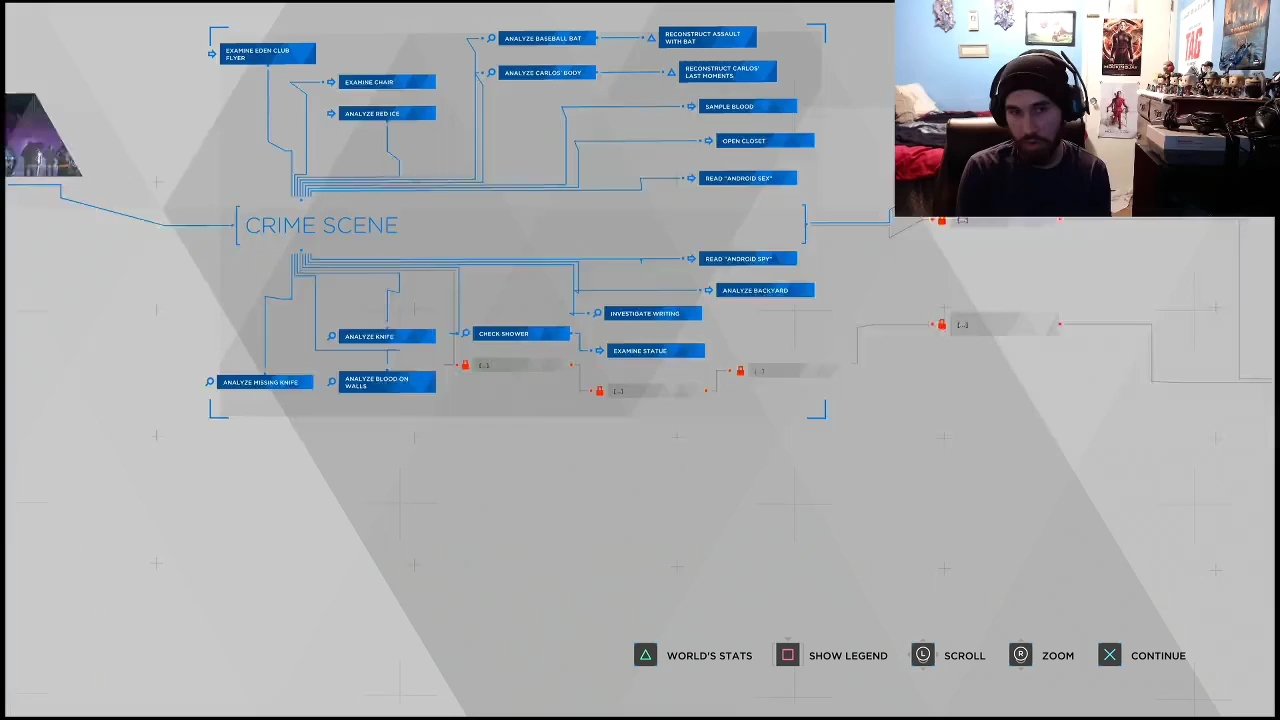 EXAMINE EDEN CLUB
FLYER
EXAMINE CHAIR
ANALYZE RED ICE
ANALYZE BASEBALL BAT
RECONSTRUCT ASSAULT
WITH BAT
ANALYZE CARLOS' BODY
RECONSTRUCT CARLOS'
LAST MOMENTS
SAMPLE BLOOD
OPEN CLOSET
READ "ANDROID SEX"
CRIME SCENE
[...]
READ "ANDROID SPY"
ANALYZE BACKYARD
INVESTIGATE WRITING
[...]
ANALYZE KNIFE
CHECK SHOWER
EXAMINE STATUE
[...]
[...]
ANALYZE MISSING KNIFE
ANALYZE BLOOD ON
WALLS
[...]
TAG
WORLD'S STATS
SHOW LEGEND
L
SCROLL
R
ZOOM
CONTINUE